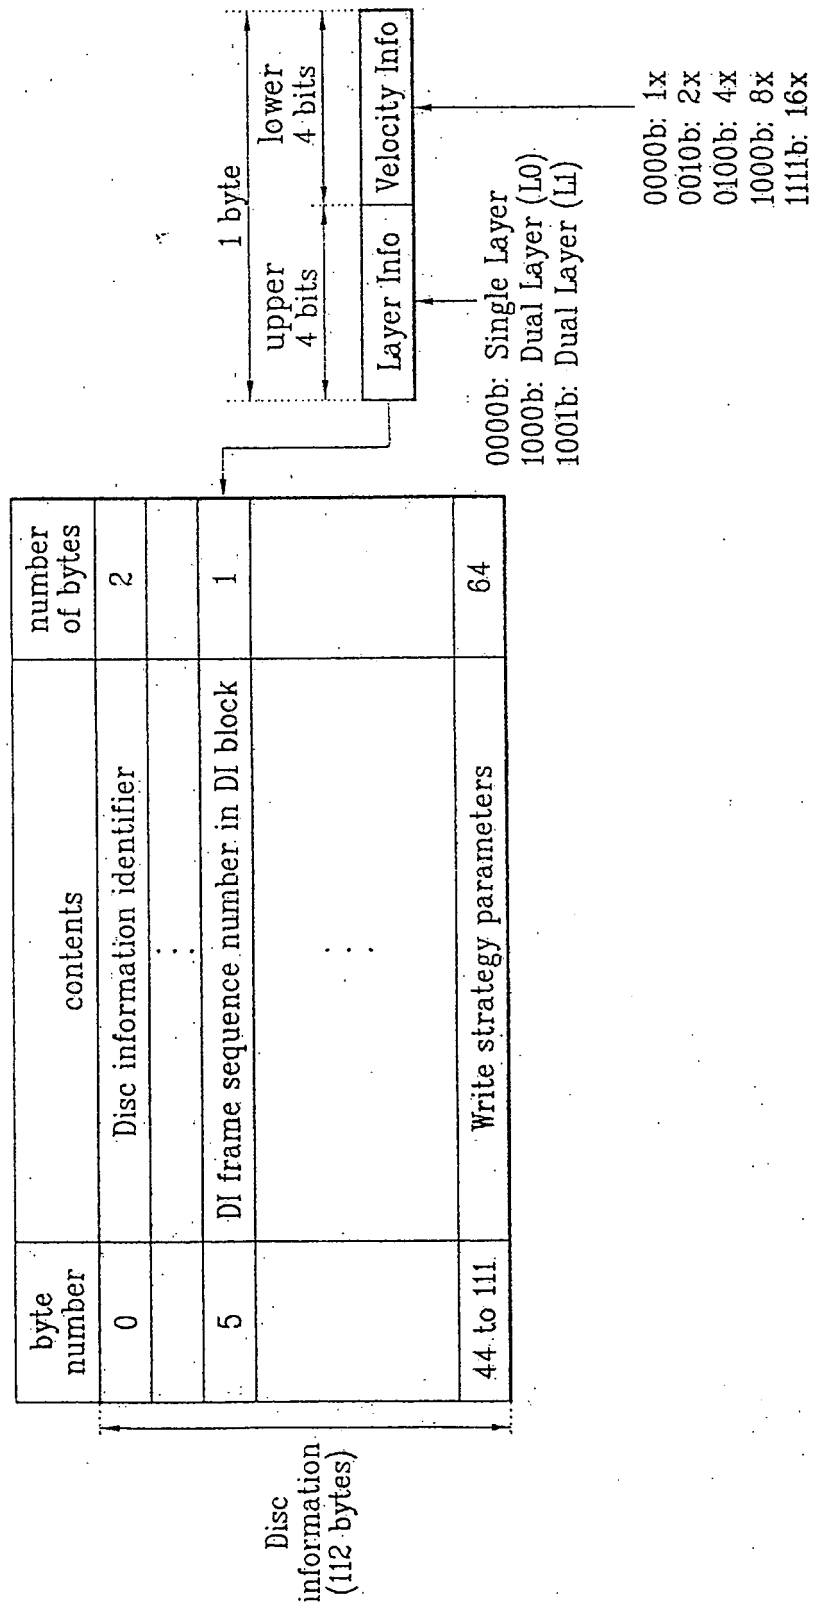 Disc
information
(112 bytes)
byte
number
contents
number
of bytes
0
Disc information identifier
2
5
DI frame sequence number in DI block
1
44 to 111
Write strategy parameters
64
1 byte
upper
4 bits
lower
4 bits
Layer Info
Velocity Info
0000b: Single Layer
1000b: Dual Layer (L0)
1001b: Dual Layer (L1)
0000b: 1x
0010b: 2x
0100b: 4x
1000b: 8x
1111b: 16x